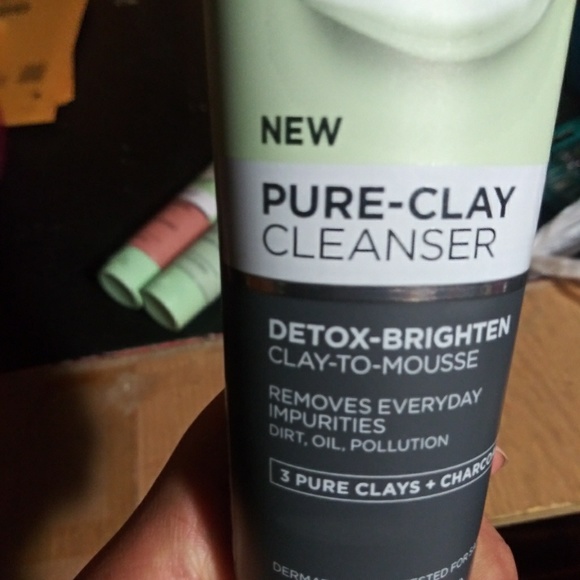 NEW
PURE-CLAY
CLEANSER
DETOX-BRIGHTEN
CLAY-TO-MOUSSE
REMOVES EVERYDAY
IMPURITIES
DIRT, OIL, POLLUTION
3 PURE CLAYS +